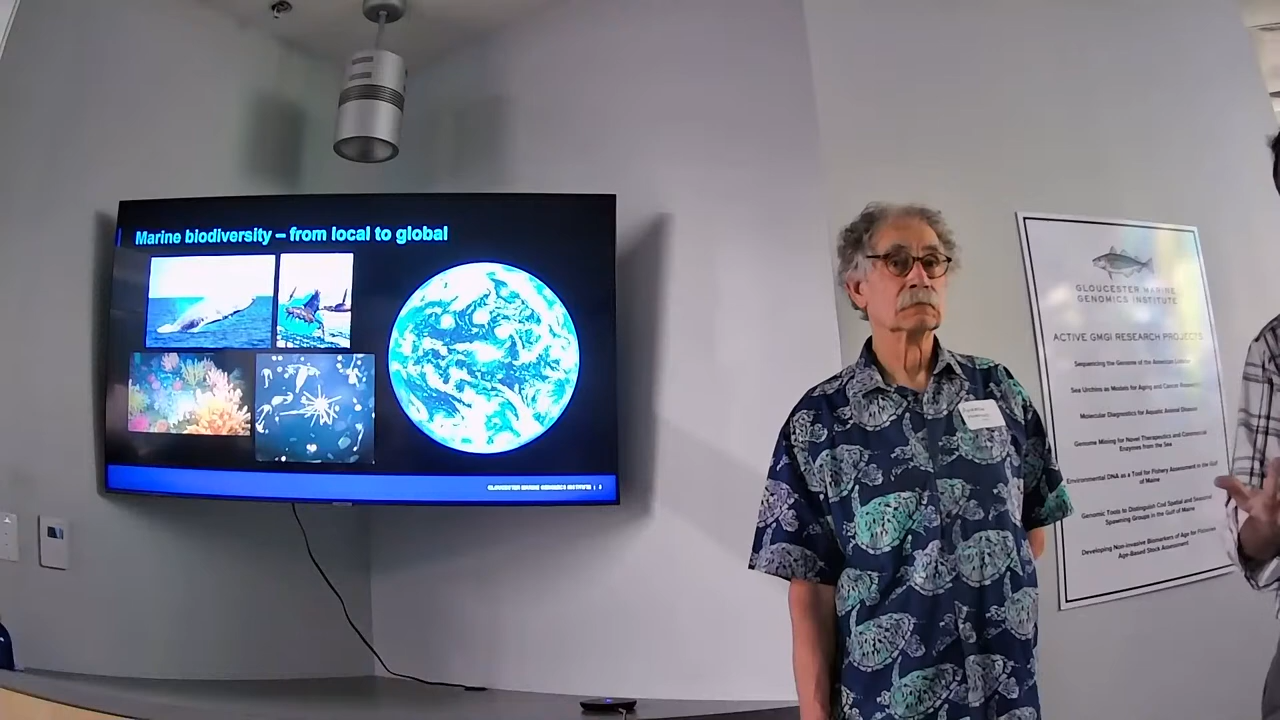 Marine biodiversity – from local to global
GLOUCESTER MARINE GENOMICS INSTITUTE
GLOUCESTER MARINE
GENOMICS INSTITUTE
ACTIVE GMGI RESEARCH PROJECTS
Sequencing the Genome of the American Lobster
Sea Urchins as Models for Aging and Cancer Research
Molecular Diagnostics for Aquatic Animal Disease
Genome Mining for Novel Therapeutics and Commercial
Enzymes from the Sea
Environmental DNA as a Tool for Fishery Assessment in the Gulf
of Maine
Genomic Tools to Distinguish Cod Spatial and Seasonal
Spawning Groups in the Gulf of Maine
Developing Non-invasive Biomarkers of Age for Fisheries
Age-Based Stock Assessment